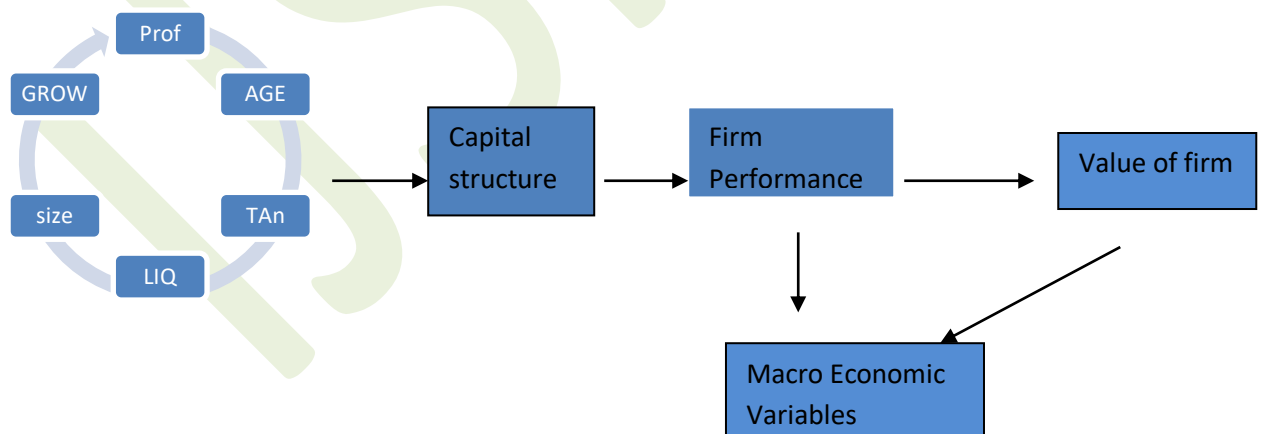 Prof
GROW
AGE
size
TAn
LIQ
Capital
structure
Firm
Performance
Value of firm
Macro Economic
Variables